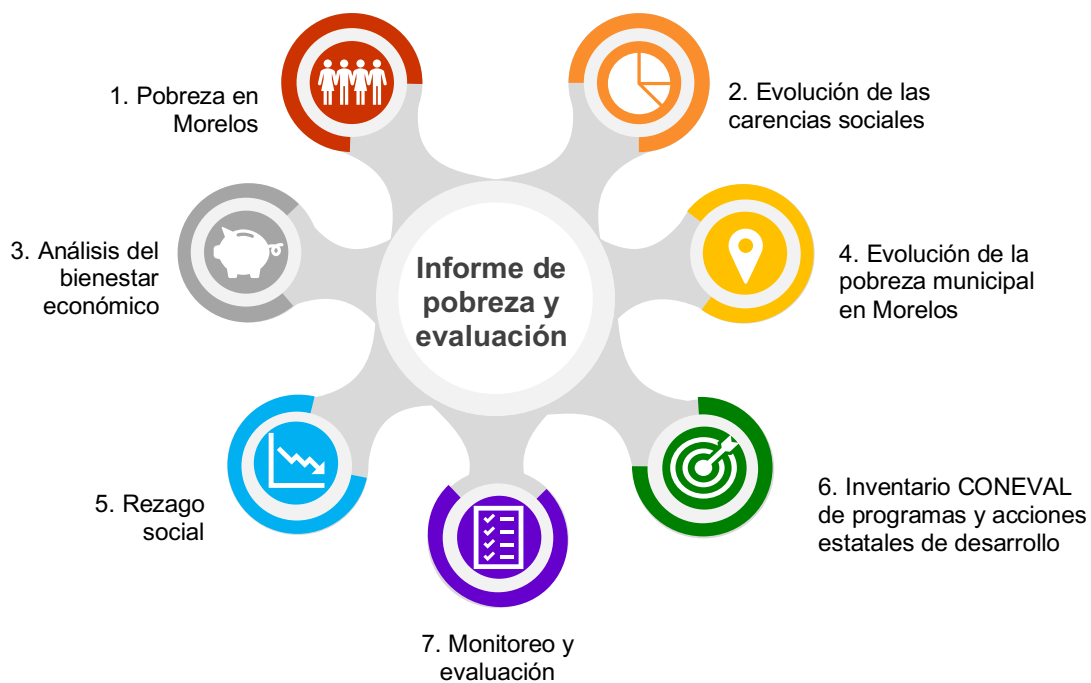 1. Pobreza en
Morelos
2. Evolución de las
carencias sociales
3. Análisis del
bienestar
económico
4. Evolución de la
pobreza municipal
en Morelos
Informe de
pobreza y
evaluación
5. Rezago
social
6. Inventario CONEVAL
de programas y acciones
estatales de desarrollo
7. Monitoreo y
evaluación